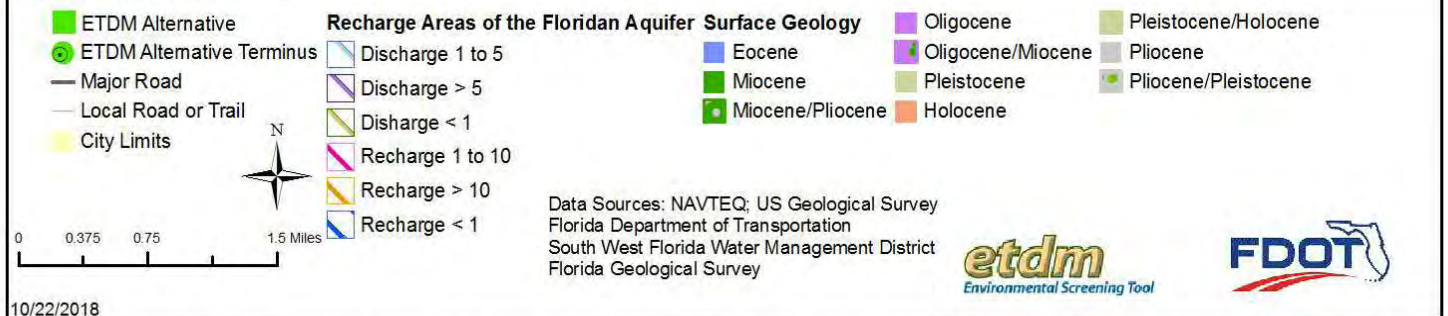 ETDM Alternative
ETDM Alternative Terminus
Major Road
Local Road or Trail
City Limits
N
0 0.375 0.75 1.5 Miles
10/22/2018
Recharge Areas of the Floridan Aquifer
Discharge 1 to 5
Discharge > 5
Disharge < 1
Recharge 1 to 10
Recharge > 10
Recharge < 1
Surface Geology
Eocene
Miocene
Miocene/Pliocene
Oligocene
Oligocene/Miocene
Pleistocene
Holocene
Pleistocene/Holocene
Pliocene
Pliocene/Pleistocene
Data Sources: NAVTEQ; US Geological Survey
Florida Department of Transportation
South West Florida Water Management District
Florida Geological Survey
etdm
Environmental Screening Tool
FDOT